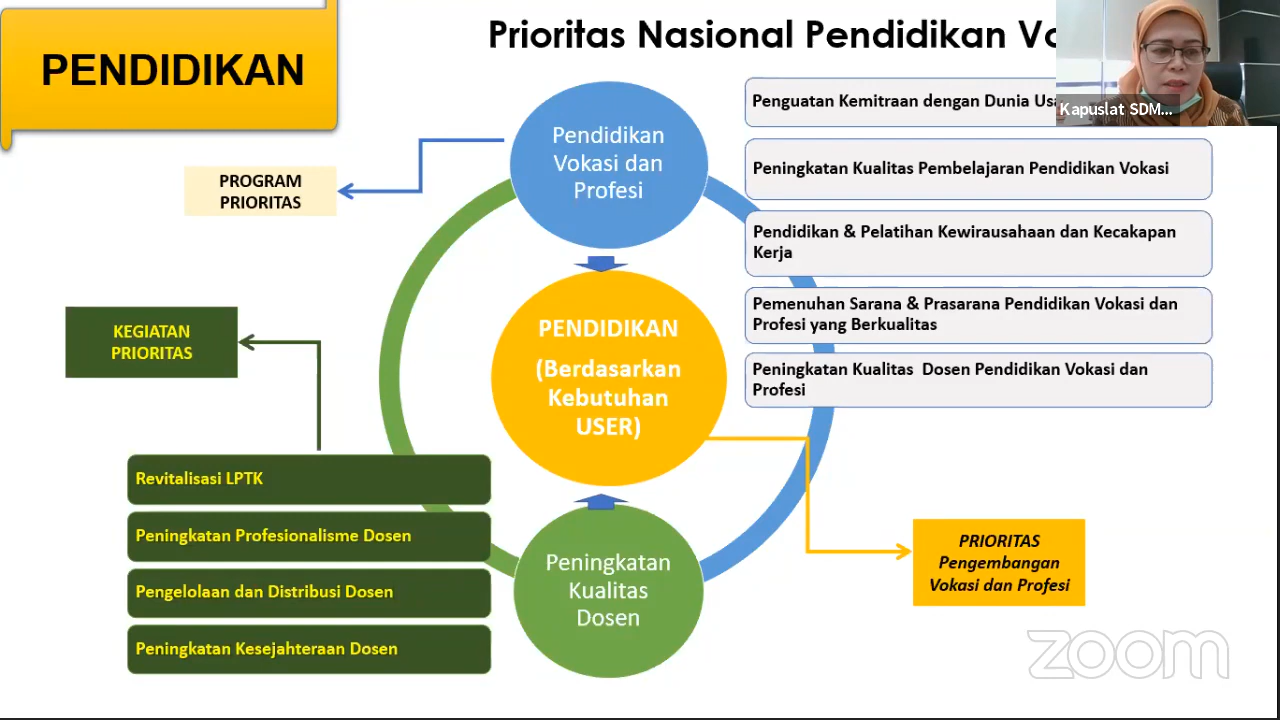 PENDIDIKAN
Prioritas Nasional Pendidikan
Kapuslat SDM...
PROGRAM
PRIORITAS
Pendidikan
Vokasi dan
Profesi
Penguatan Kemitraan dengan Dunia
Peningkatan Kualitas Pembelajaran Pendidikan Vokasi
Pendidikan & Pelatihan Kewirausahaan dan Kecakapan
Kerja
Pemenuhan Sarana & Prasarana Pendidikan Vokasi dan
Profesi yang Berkualitas
Peningkatan Kualitas Dosen Pendidikan Vokasi dan
Profesi
KEGIATAN
PRIORITAS
PENDIDIKAN
(Berdasarkan
Kebutuhan
USER)
Revitalisasi LPTK
Peningkatan Profesionalisme Dosen
Pengelolaan dan Distribusi Dosen
Peningkatan Kesejahteraan Dosen
Peningkatan
Kualitas
Dosen
PRIORITAS
Pengembangan
Vokasi dan Profesi
zoom